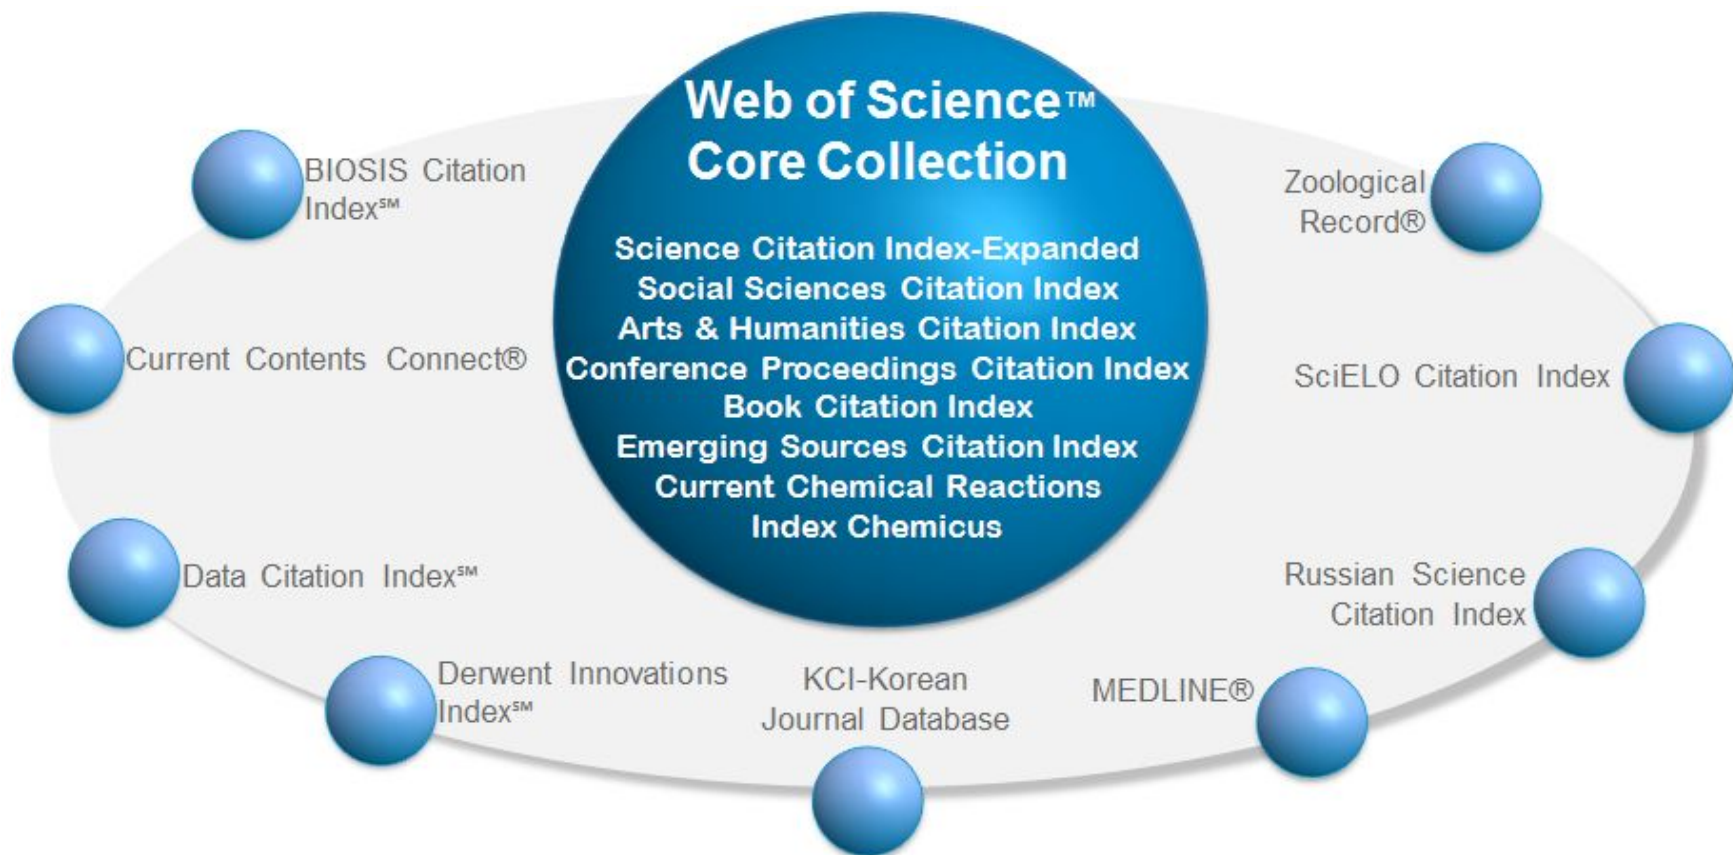 Web of Science™
Core Collection
Science Citation Index-Expanded
Social Sciences Citation Index
Arts & Humanities Citation Index
Conference Proceedings Citation Index
Book Citation Index
Emerging Sources Citation Index
Current Chemical Reactions
Index Chemicus
BIOSIS Citation
Index℠
Current Contents Connect®
Data Citation Index℠
Derwent Innovations
Index℠
KCI-Korean
Journal Database
MEDLINE®
Russian Science
Citation Index
SciELO Citation Index
Zoological
Record®